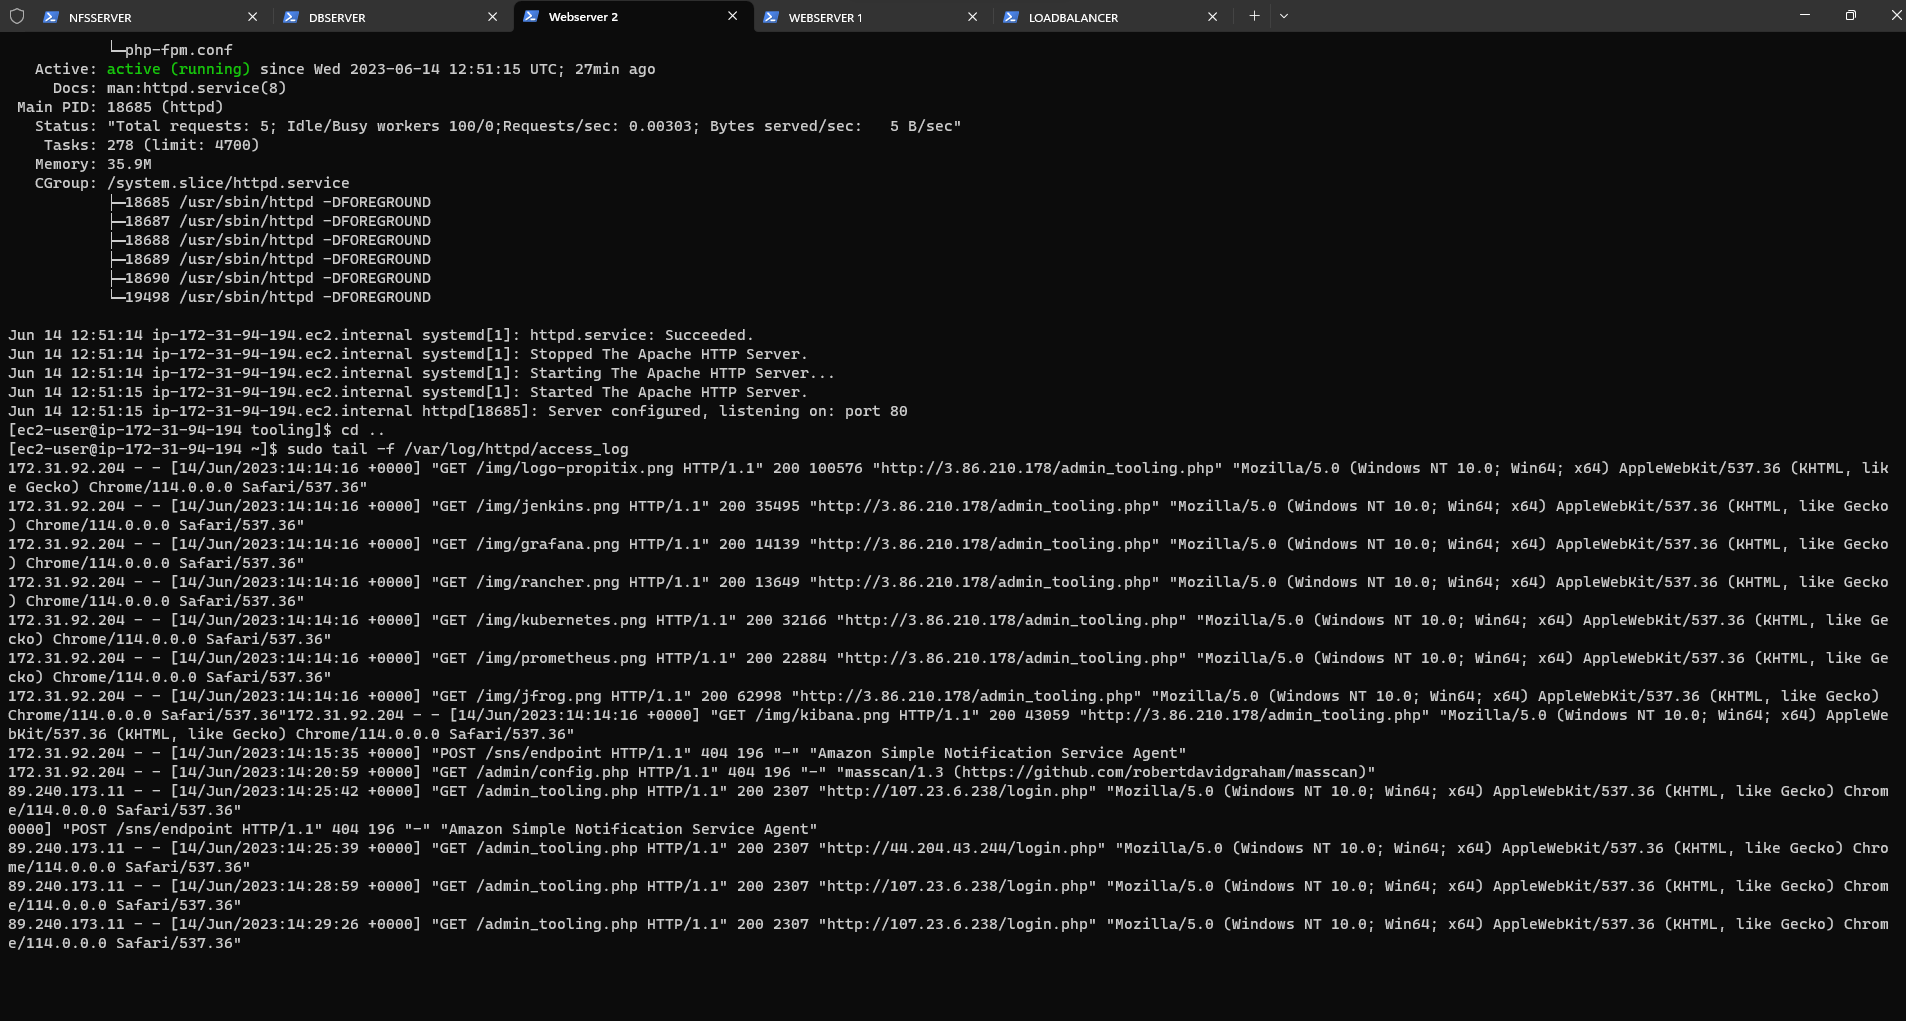 NFSSERVER DBSERVER Webserver 2 WEBSERVER 1 LOADBALANCER
└─php-fpm.conf
Active: active (running) since Wed 2023-06-14 12:51:15 UTC; 27min ago
Docs: man:httpd.service(8)
Main PID: 18685 (httpd)
Status: "Total requests: 5; Idle/Busy workers 100/0;Requests/sec: 0.00303; Bytes served/sec:   5 B/sec"
Tasks: 278 (limit: 4700)
Memory: 35.9M
CGroup: /system.slice/httpd.service
├─18685 /usr/sbin/httpd -DFOREGROUND
├─18687 /usr/sbin/httpd -DFOREGROUND
├─18688 /usr/sbin/httpd -DFOREGROUND
├─18689 /usr/sbin/httpd -DFOREGROUND
├─18690 /usr/sbin/httpd -DFOREGROUND
└─19498 /usr/sbin/httpd -DFOREGROUND
Jun 14 12:51:14 ip-172-31-94-194.ec2.internal systemd[1]: httpd.service: Succeeded.
Jun 14 12:51:14 ip-172-31-94-194.ec2.internal systemd[1]: Stopped The Apache HTTP Server.
Jun 14 12:51:14 ip-172-31-94-194.ec2.internal systemd[1]: Starting The Apache HTTP Server...
Jun 14 12:51:15 ip-172-31-94-194.ec2.internal systemd[1]: Started The Apache HTTP Server.
Jun 14 12:51:15 ip-172-31-94-194.ec2.internal httpd[18685]: Server configured, listening on: port 80
[ec2-user@ip-172-31-94-194 tooling]$ cd ..
[ec2-user@ip-172-31-94-194 ~]$ sudo tail -f /var/log/httpd/access_log
172.31.92.204 - - [14/Jun/2023:14:14:16 +0000] "GET /img/logo-propitix.png HTTP/1.1" 200 100576 "http://3.86.210.178/admin_tooling.php" "Mozilla/5.0 (Windows NT 10.0; Win64; x64) AppleWebKit/537.36 (KHTML, lik
e Gecko) Chrome/114.0.0.0 Safari/537.36"
172.31.92.204 - - [14/Jun/2023:14:14:16 +0000] "GET /img/jenkins.png HTTP/1.1" 200 35495 "http://3.86.210.178/admin_tooling.php" "Mozilla/5.0 (Windows NT 10.0; Win64; x64) AppleWebKit/537.36 (KHTML, like Gecko
) Chrome/114.0.0.0 Safari/537.36"
172.31.92.204 - - [14/Jun/2023:14:14:16 +0000] "GET /img/grafana.png HTTP/1.1" 200 14139 "http://3.86.210.178/admin_tooling.php" "Mozilla/5.0 (Windows NT 10.0; Win64; x64) AppleWebKit/537.36 (KHTML, like Gecko
) Chrome/114.0.0.0 Safari/537.36"
172.31.92.204 - - [14/Jun/2023:14:14:16 +0000] "GET /img/rancher.png HTTP/1.1" 200 13649 "http://3.86.210.178/admin_tooling.php" "Mozilla/5.0 (Windows NT 10.0; Win64; x64) AppleWebKit/537.36 (KHTML, like Gecko
) Chrome/114.0.0.0 Safari/537.36"
172.31.92.204 - - [14/Jun/2023:14:14:16 +0000] "GET /img/kubernetes.png HTTP/1.1" 200 32166 "http://3.86.210.178/admin_tooling.php" "Mozilla/5.0 (Windows NT 10.0; Win64; x64) AppleWebKit/537.36 (KHTML, like Ge
cko) Chrome/114.0.0.0 Safari/537.36"
172.31.92.204 - - [14/Jun/2023:14:14:16 +0000] "GET /img/prometheus.png HTTP/1.1" 200 22884 "http://3.86.210.178/admin_tooling.php" "Mozilla/5.0 (Windows NT 10.0; Win64; x64) AppleWebKit/537.36 (KHTML, like Ge
cko) Chrome/114.0.0.0 Safari/537.36"
172.31.92.204 - - [14/Jun/2023:14:14:16 +0000] "GET /img/jfrog.png HTTP/1.1" 200 62998 "http://3.86.210.178/admin_tooling.php" "Mozilla/5.0 (Windows NT 10.0; Win64; x64) AppleWebKit/537.36 (KHTML, like Gecko)
Chrome/114.0.0.0 Safari/537.36"172.31.92.204 - - [14/Jun/2023:14:14:16 +0000] "GET /img/kibana.png HTTP/1.1" 200 43059 "http://3.86.210.178/admin_tooling.php" "Mozilla/5.0 (Windows NT 10.0; Win64; x64) AppleWe
bKit/537.36 (KHTML, like Gecko) Chrome/114.0.0.0 Safari/537.36"
172.31.92.204 - - [14/Jun/2023:14:15:35 +0000] "POST /sns/endpoint HTTP/1.1" 404 196 "-" "Amazon Simple Notification Service Agent"
172.31.92.204 - - [14/Jun/2023:14:20:59 +0000] "GET /admin/config.php HTTP/1.1" 404 196 "-" "masscan/1.3 (https://github.com/robertdavidgraham/masscan)"
89.240.173.11 - - [14/Jun/2023:14:25:42 +0000] "GET /admin_tooling.php HTTP/1.1" 200 2307 "http://107.23.6.238/login.php" "Mozilla/5.0 (Windows NT 10.0; Win64; x64) AppleWebKit/537.36 (KHTML, like Gecko) Chrom
e/114.0.0.0 Safari/537.36"
0000] "POST /sns/endpoint HTTP/1.1" 404 196 "-" "Amazon Simple Notification Service Agent"
89.240.173.11 - - [14/Jun/2023:14:25:39 +0000] "GET /admin_tooling.php HTTP/1.1" 200 2307 "http://44.204.43.244/login.php" "Mozilla/5.0 (Windows NT 10.0; Win64; x64) AppleWebKit/537.36 (KHTML, like Gecko) Chro
me/114.0.0.0 Safari/537.36"
89.240.173.11 - - [14/Jun/2023:14:28:59 +0000] "GET /admin_tooling.php HTTP/1.1" 200 2307 "http://107.23.6.238/login.php" "Mozilla/5.0 (Windows NT 10.0; Win64; x64) AppleWebKit/537.36 (KHTML, like Gecko) Chrom
e/114.0.0.0 Safari/537.36"
89.240.173.11 - - [14/Jun/2023:14:29:26 +0000] "GET /admin_tooling.php HTTP/1.1" 200 2307 "http://107.23.6.238/login.php" "Mozilla/5.0 (Windows NT 10.0; Win64; x64) AppleWebKit/537.36 (KHTML, like Gecko) Chrom
e/114.0.0.0 Safari/537.36"